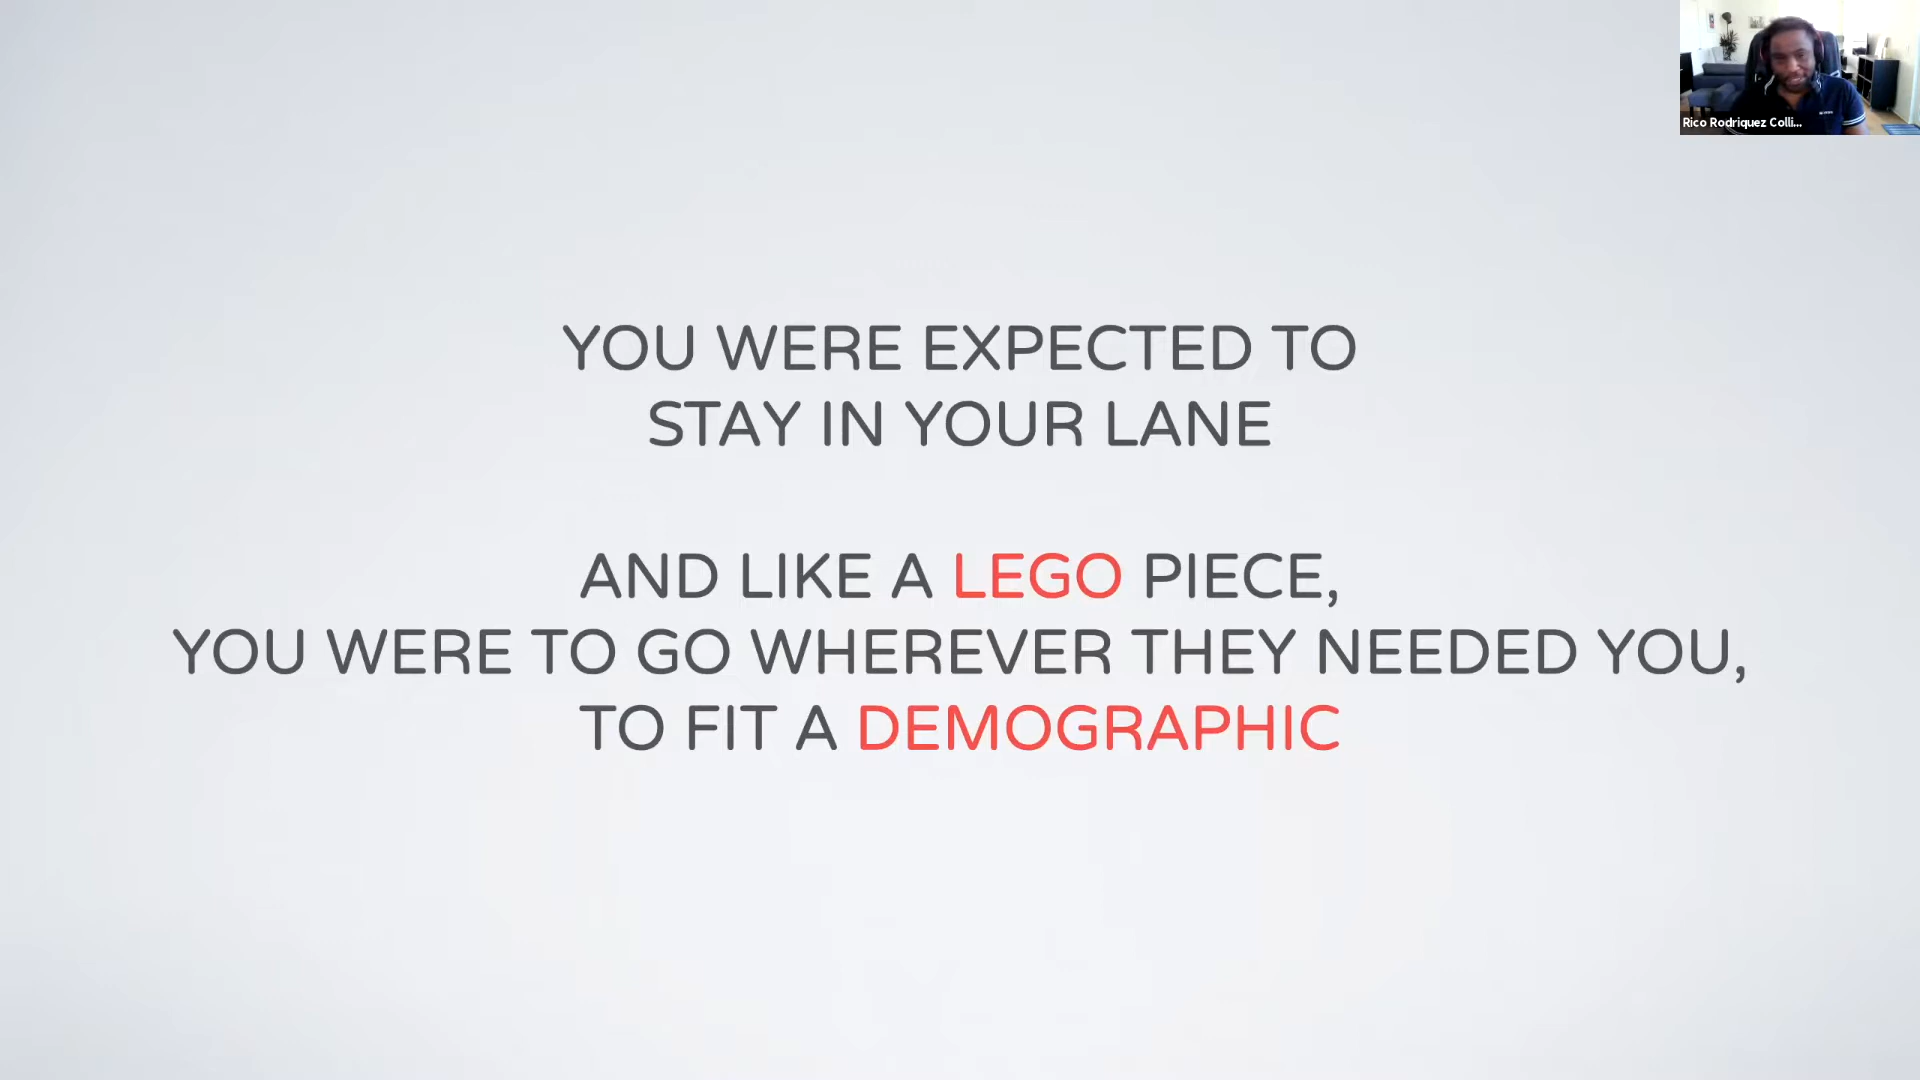 Rico Rodriquez Colli...
YOU WERE EXPECTED TO
STAY IN YOUR LANE
AND LIKE A LEGO PIECE,
YOU WERE TO GO WHEREVER THEY NEEDED YOU,
TO FIT A DEMOGRAPHIC